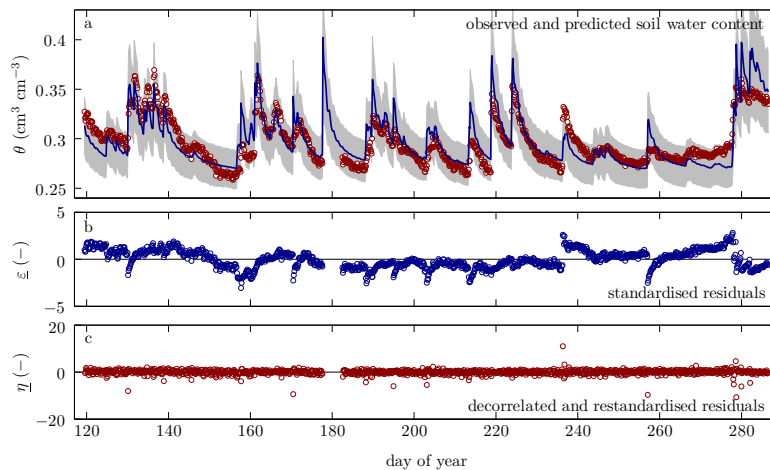 a
observed and predicted soil water content
0.4
0.35
0.3
0.25
θ (cm³ cm⁻³)
b
5
0
−5
ε (−)
standardised residuals
c
20
0
−20
η (−)
decorrelated and restandardised residuals
120 140 160 180 200 220 240 260 280
day of year